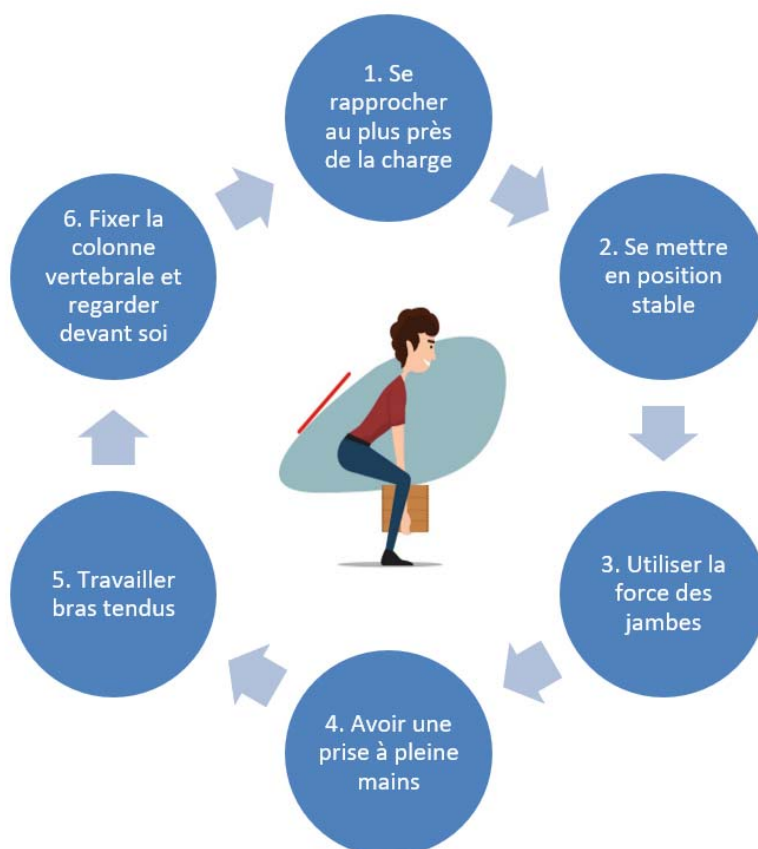 1. Se
rapprocher
au plus près
de la charge
2. Se mettre
en position
stable
3. Utiliser la
force des
jambes
4. Avoir une
prise à pleine
mains
5. Travailler
bras tendus
6. Fixer la
colonne
vertebrale et
regarder
devant soi